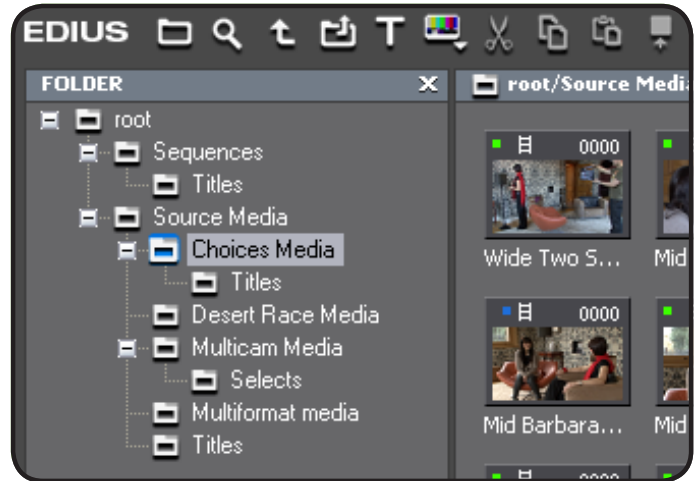 EDIUS
FOLDER
root/Source Medi
root
Sequences
Titles
Source Media
Choices Media
Titles
Desert Race Media
Multicam Media
Selects
Multiformat media
Titles
0000
Wide Two S...
Mid
0000
Mid Barbara...
Mid